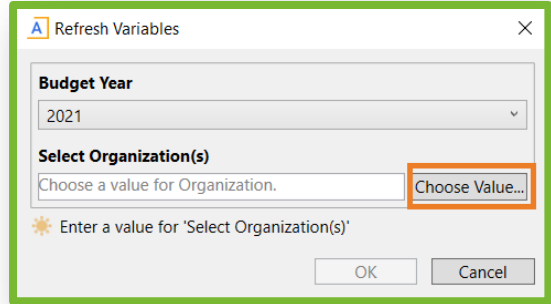 A Refresh Variables
Budget Year
2021
Select Organization(s)
Choose a value for Organization.
Choose Value...
Enter a value for 'Select Organization(s)'
OK Cancel